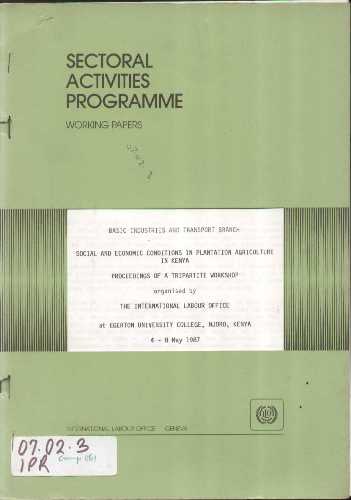 SECTORAL
ACTIVITIES
PROGRAMME
WORKING PAPERS
BASIC INDUSTRIES AND TRANSPORT BRANCH
SOCIAL AND ECONOMIC CONDITIONS IN PLANTATION AGRICULTURE
IN KENYA
PROCEEDINGS OF A TRIPARTITE WORKSHOP
organised by
THE INTERNATIONAL LABOUR OFFICE
at EGERTON UNIVERSITY COLLEGE, NJORO, KENYA
4 - 8 May 1987
INTERNATIONAL LABOUR OFFICE GENEVA
07.02.3
IPR